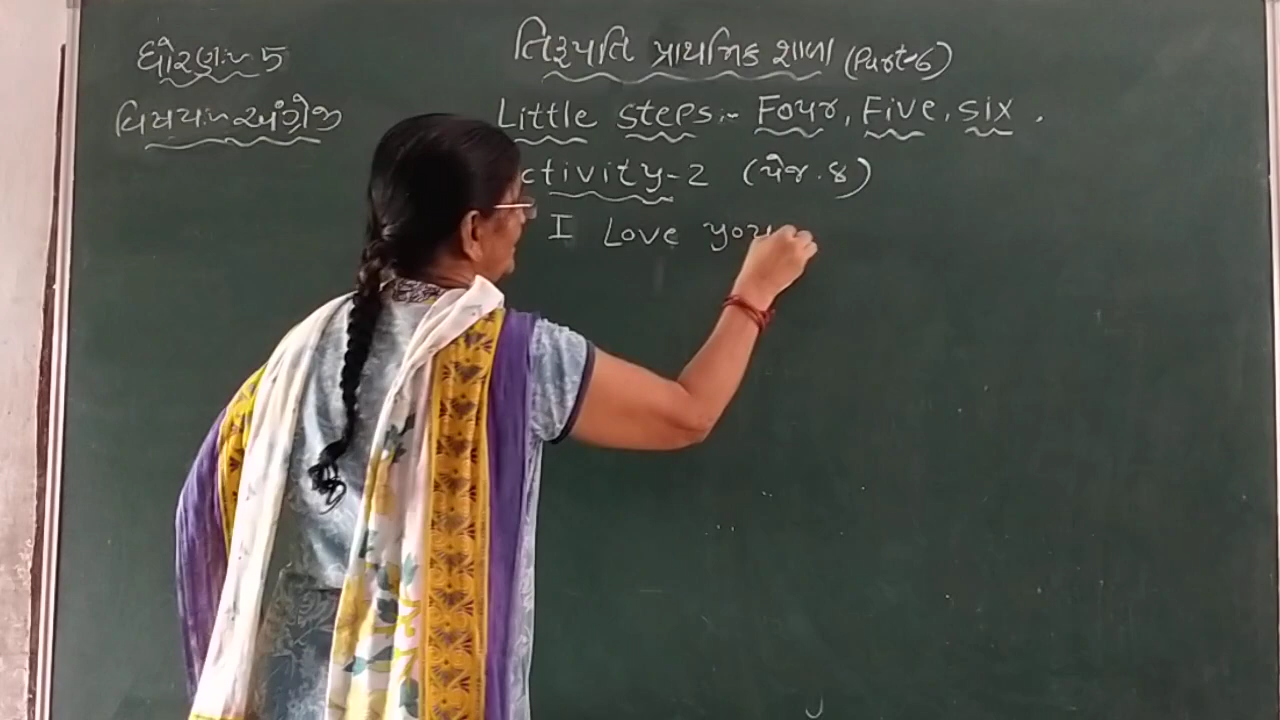 ધોરણ:- 5
તિરૂપતિ પ્રાથમિક શાળા (Part-6)
વિષય:- અંગ્રેજી
Little steps:- Four, Five, six.
ctivity-2 (પેજ. 8)
I Love you